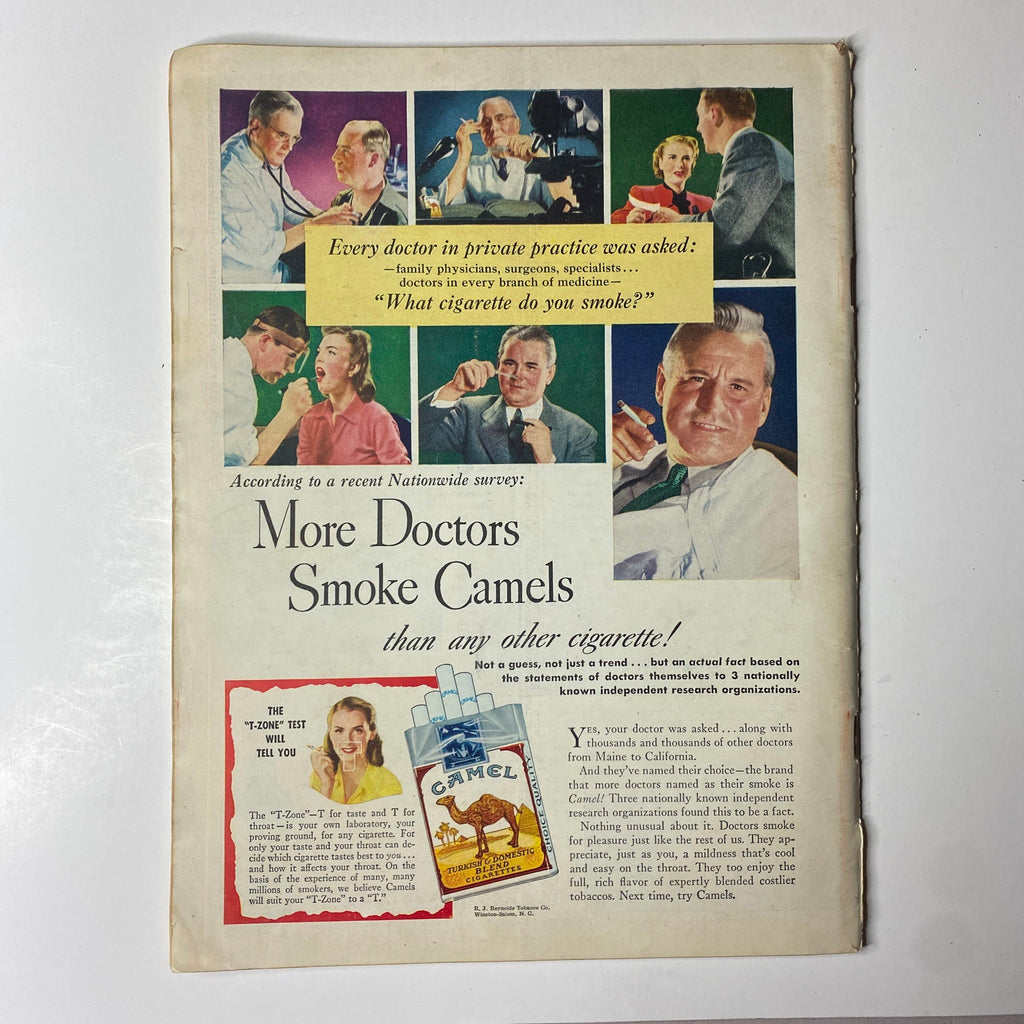 Every doctor in private practice was asked:
—family physicians, surgeons, specialists...
doctors in every branch of medicine—
“What cigarette do you smoke?”
According to a recent Nationwide survey:
More Doctors
Smoke Camels
than any other cigarette!
Not a guess, not just a trend . . . but an actual fact based on
the statements of doctors themselves to 3 nationally
known independent research organizations.
THE
"T-ZONE" TEST
WILL
TELL YOU
The "T-Zone"—T for taste and T for
throat—is your own laboratory, your
proving ground, for any cigarette. For
only your taste and your throat can de-
cide which cigarette tastes best to you...
and how it affects your throat. On the
basis of the experience of many, many
millions of smokers, we believe Camels
will suit your "T-Zone" to a "T."
CAMEL
CAMEL
CAMEL
TURKISH & DOMESTIC
BLEND
CIGARETTES
CHOICE QUALITY
R. J. Reynolds Tobacco Co.
Winston-Salem, N. C.
YES, your doctor was asked . . . along with
thousands and thousands of other doctors
from Maine to California.
And they've named their choice—the brand
that more doctors named as their smoke is
Camel! Three nationally known independent
research organizations found this to be a fact.
Nothing unusual about it. Doctors smoke
for pleasure just like the rest of us. They ap-
preciate, just as you, a mildness that's cool
and easy on the throat. They too enjoy the
full, rich flavor of expertly blended costlier
tobaccos. Next time, try Camels.